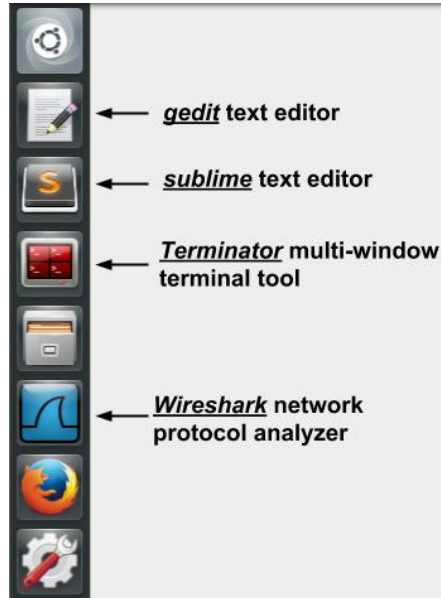 gedit text editor
sublime text editor
Terminator multi-window
terminal tool
Wireshark network
protocol analyzer